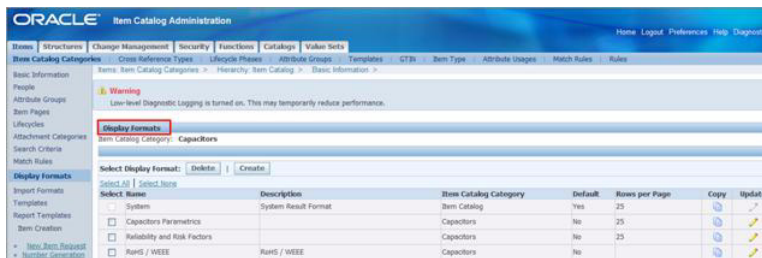 ORACLE Item Catalog Administration
Home Logout Preferences Help Diagnost
Items Structures Change Management Security Functions Catalogs Value Sets
Item Catalog Categories Cross Reference Types Lifecycle Phases Attribute Groups Templates GTIN Item Type Attribute Usages Match Rules Rules
Basic Information
People
Attribute Groups
Item Pages
Lifecycles
Attachment Categories
Search Criteria
Match Rules
Display Formats
Import Formats
Templates
Report Templates
Item Creation
New Item Request
Number Generation
Items: Item Catalog Categories > Hierarchy: Item Catalog > Basic Information >
Warning
Low-level Diagnostic Logging is turned on. This may temporarily reduce performance.
Display Formats
Item Catalog Category: Capacitors
Select Display Format: Delete | Create
Select All | Select None
Select Name Description Item Catalog Category Default Rows per Page Copy Updat
System System Result Format Item Catalog Yes 25
Capacitors Parametrics Capacitors No 25
Reliability and Risk Factors Capacitors No 25
RoHS / WEEE RoHS / WEEE Capacitors No